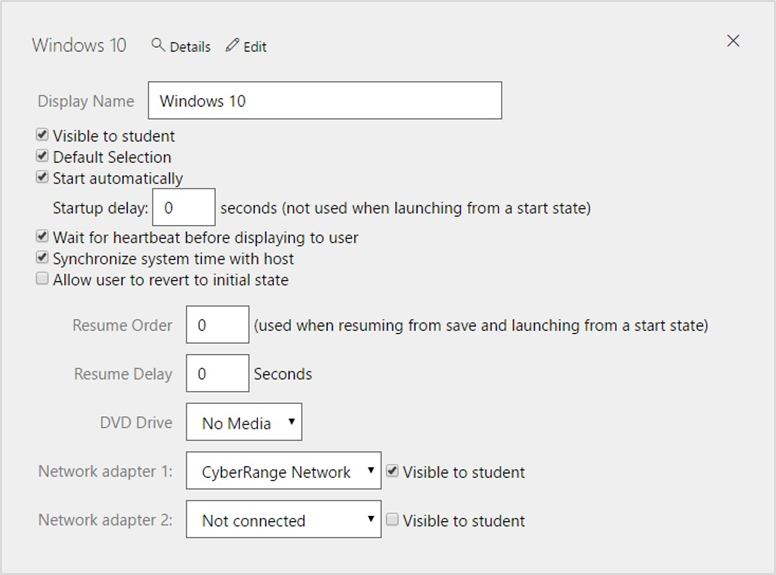 Windows 10 Details Edit
Display Name Windows 10
Visible to student
Default Selection
Start automatically
Startup delay: 0 seconds (not used when launching from a start state)
Wait for heartbeat before displaying to user
Synchronize system time with host
Allow user to revert to initial state
Resume Order 0 (used when resuming from save and launching from a start state)
Resume Delay 0 Seconds
DVD Drive No Media
Network adapter 1: CyberRange Network Visible to student
Network adapter 2: Not connected Visible to student